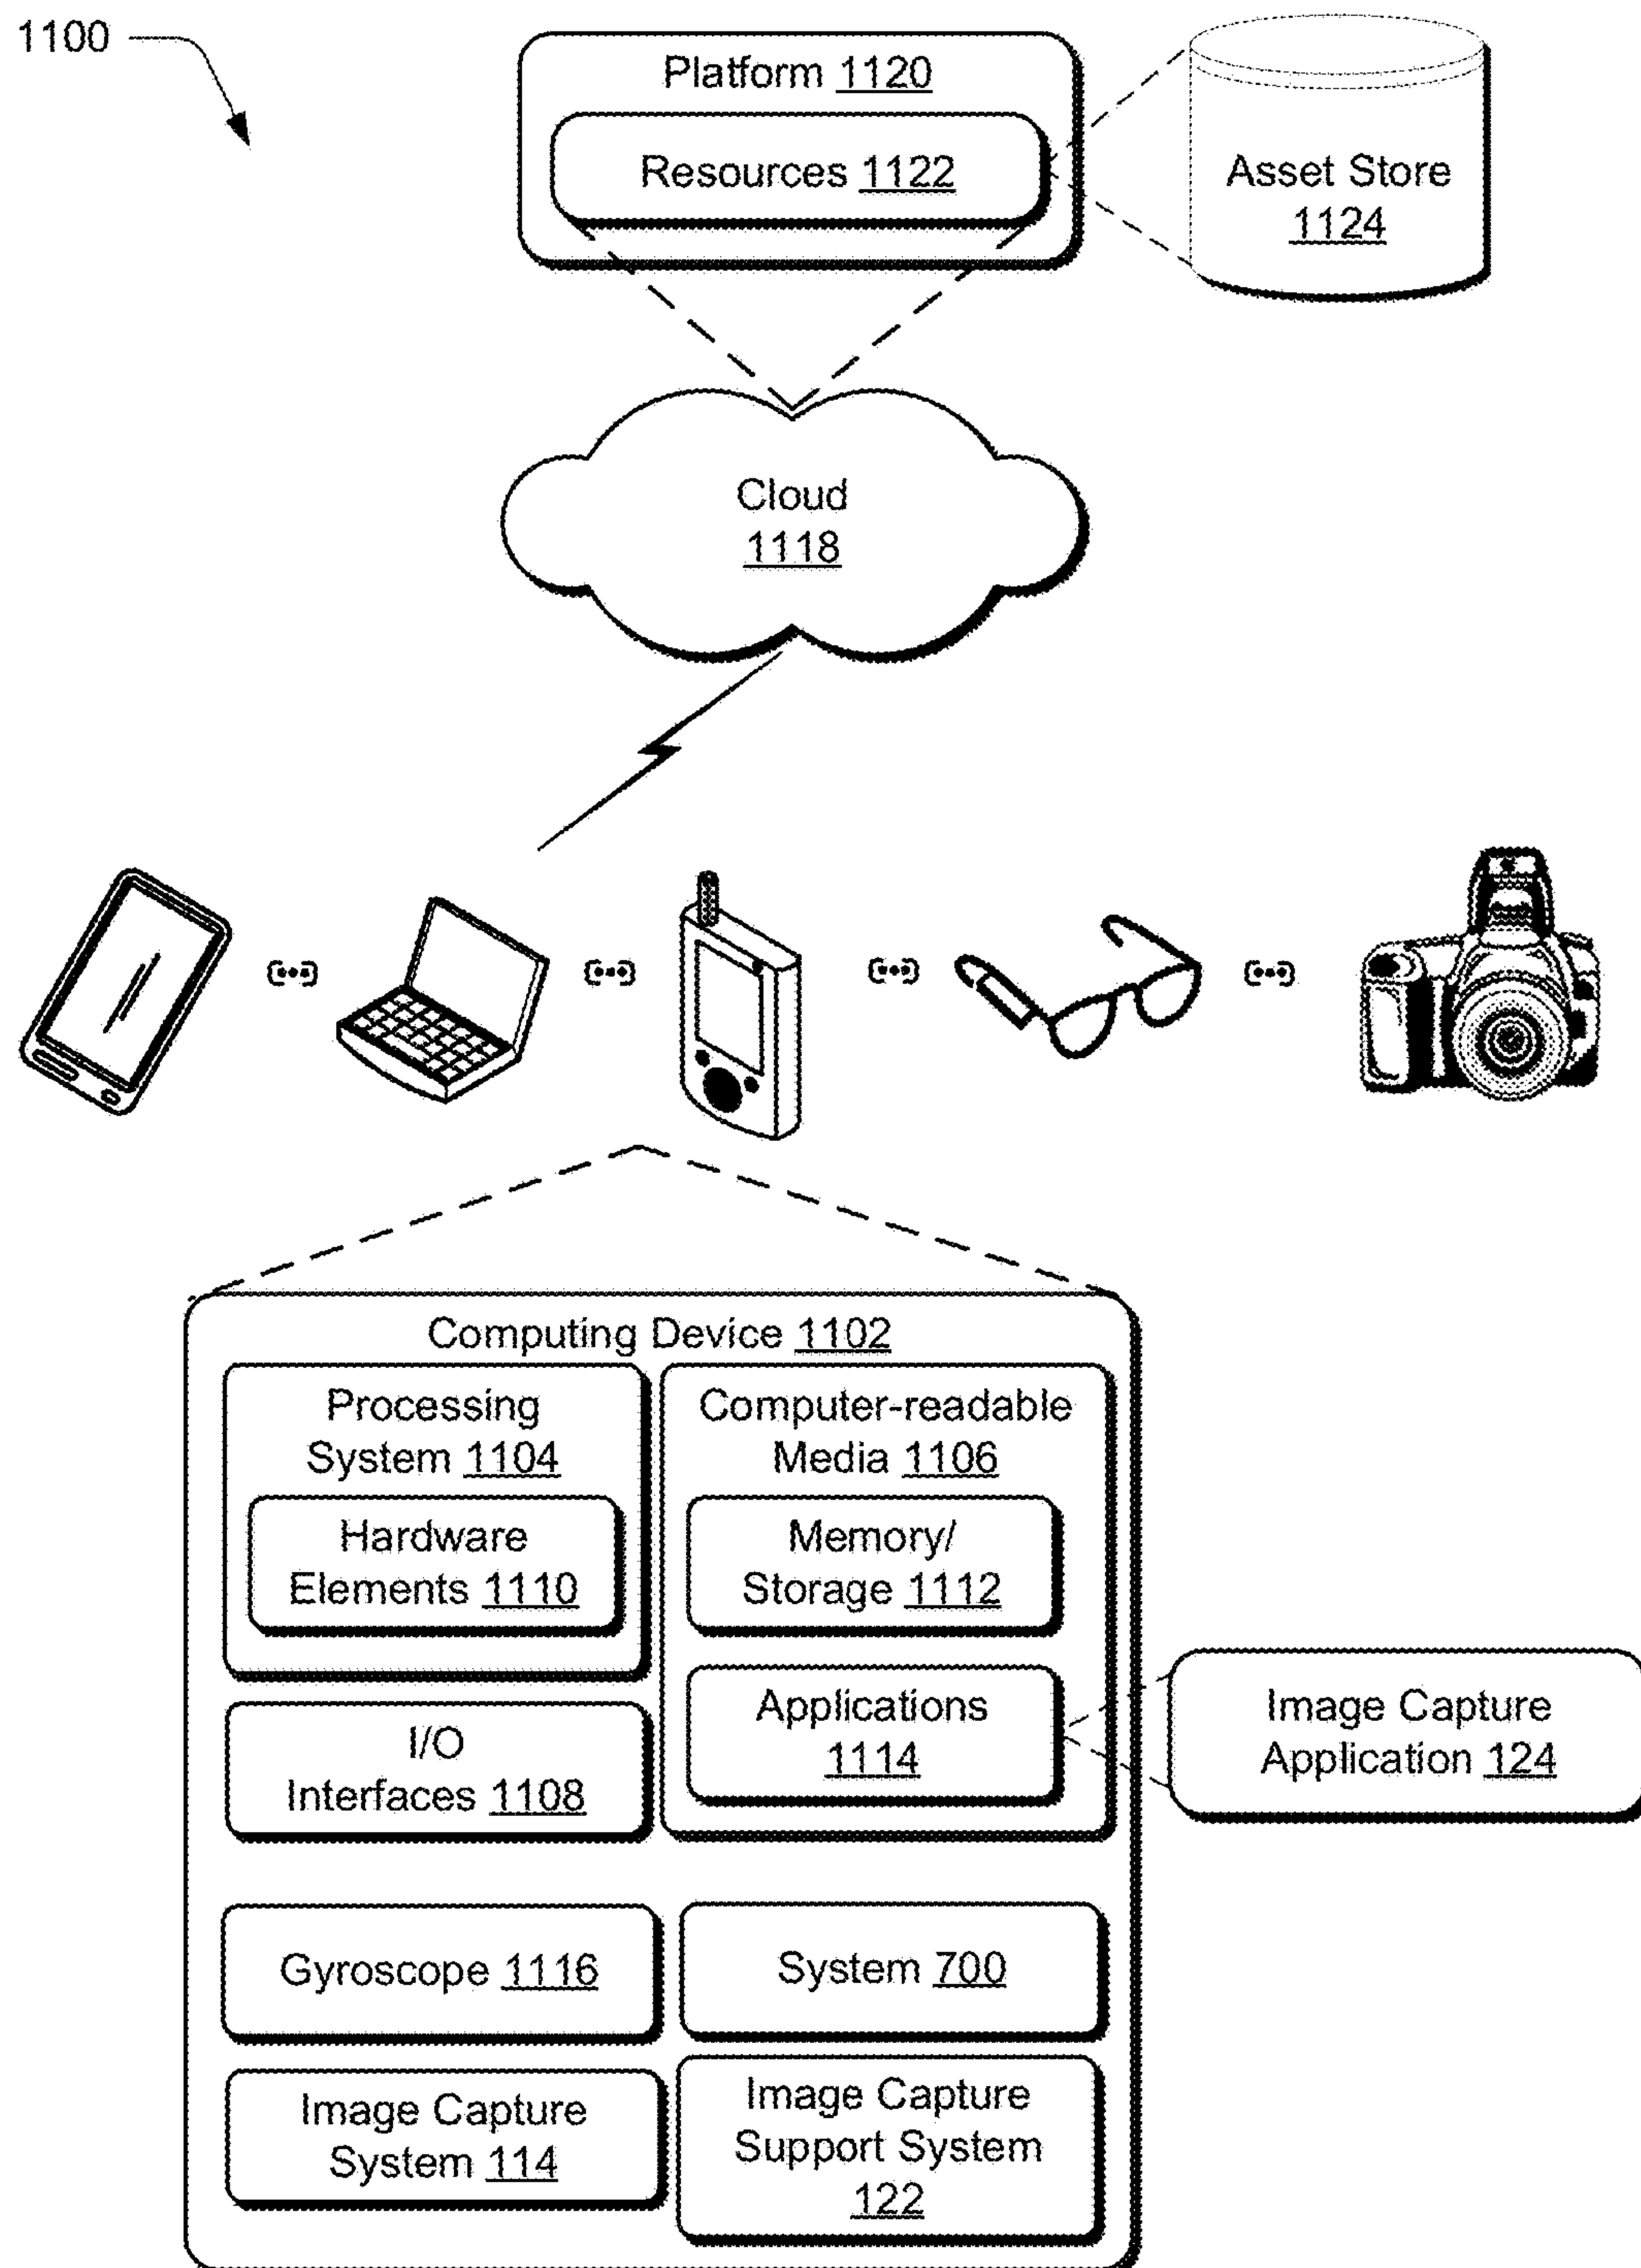 1100
Platform 1120
Resources 1122
Asset Store
1124
Cloud
1118
Computing Device 1102
Processing
System 1104
Hardware
Elements 1110
Computer-readable
Media 1106
Memory/
Storage 1112
Applications
1114
Image Capture
Application 124
I/O
Interfaces 1108
Gyroscope 1116
System 700
Image Capture
System 114
Image Capture
Support System
122